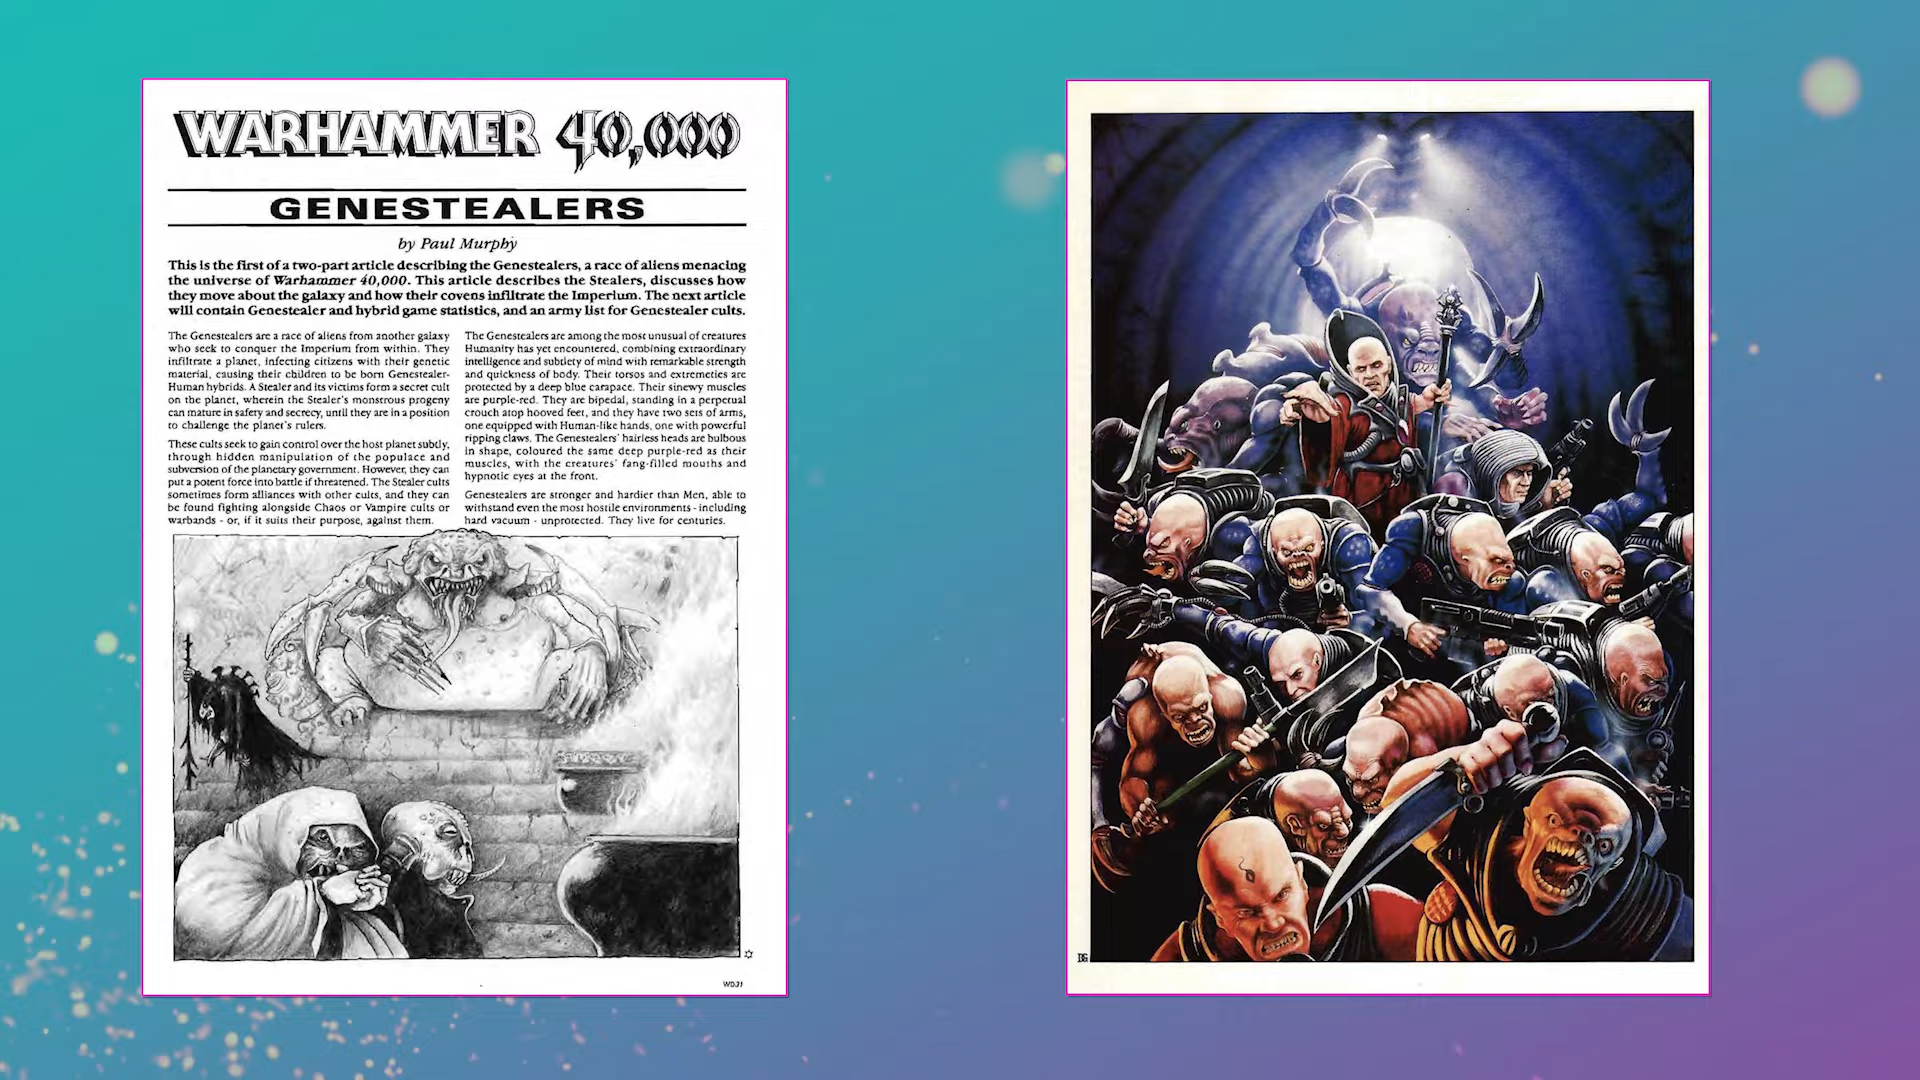 WARHAMMER 40,000
GENESTEALERS
by Paul Murphy
This is the first of a two-part article describing the Genestealers, a race of aliens menacing
the universe of Warhammer 40,000. This article describes the Stealers, discusses how
they move about the galaxy and how their covens infiltrate the Imperium. The next article
will contain Genestealer and hybrid game statistics, and an army list for Genestealer cults.
The Genestealers are a race of aliens from another galaxy
who seek to conquer the Imperium from within. They
infiltrate a planet, infecting citizens with their genetic
material, causing their children to be born Genestealer-
Human hybrids. A Stealer and its victims form a secret cult
on the planet, wherein the Stealer's monstrous progeny
can mature in safety and secrecy, until they are in a position
to challenge the planet's rulers.
These cults seek to gain control over the host planet subtly,
through hidden manipulation of the populace and
subversion of the planetary government. However, they can
put a potent force into battle if threatened. The Stealer cults
sometimes form alliances with other cults, and they can
be found fighting alongside Chaos or Vampire cults or
warbands - or, if it suits their purpose, against them.
The Genestealers are among the most unusual of creatures
Humanity has yet encountered, combining extraordinary
intelligence and subtlety of mind with remarkable strength
and quickness of body. Their torsos and extremeties are
protected by a deep blue carapace. Their sinewy muscles
are purple-red. They are bipedal, standing in a perpetual
crouch atop hooved feet, and they have two sets of arms,
one equipped with Human-like hands, one with powerful
ripping claws. The Genestealers' hairless heads are bulbous
in shape, coloured the same deep purple-red as their
muscles, with the creatures' fang-filled mouths and
hypnotic eyes at the front.
Genestealers are stronger and hardier than Men, able to
withstand even the most hostile environments - including
hard vacuum - unprotected. They live for centuries.
WD31
DG